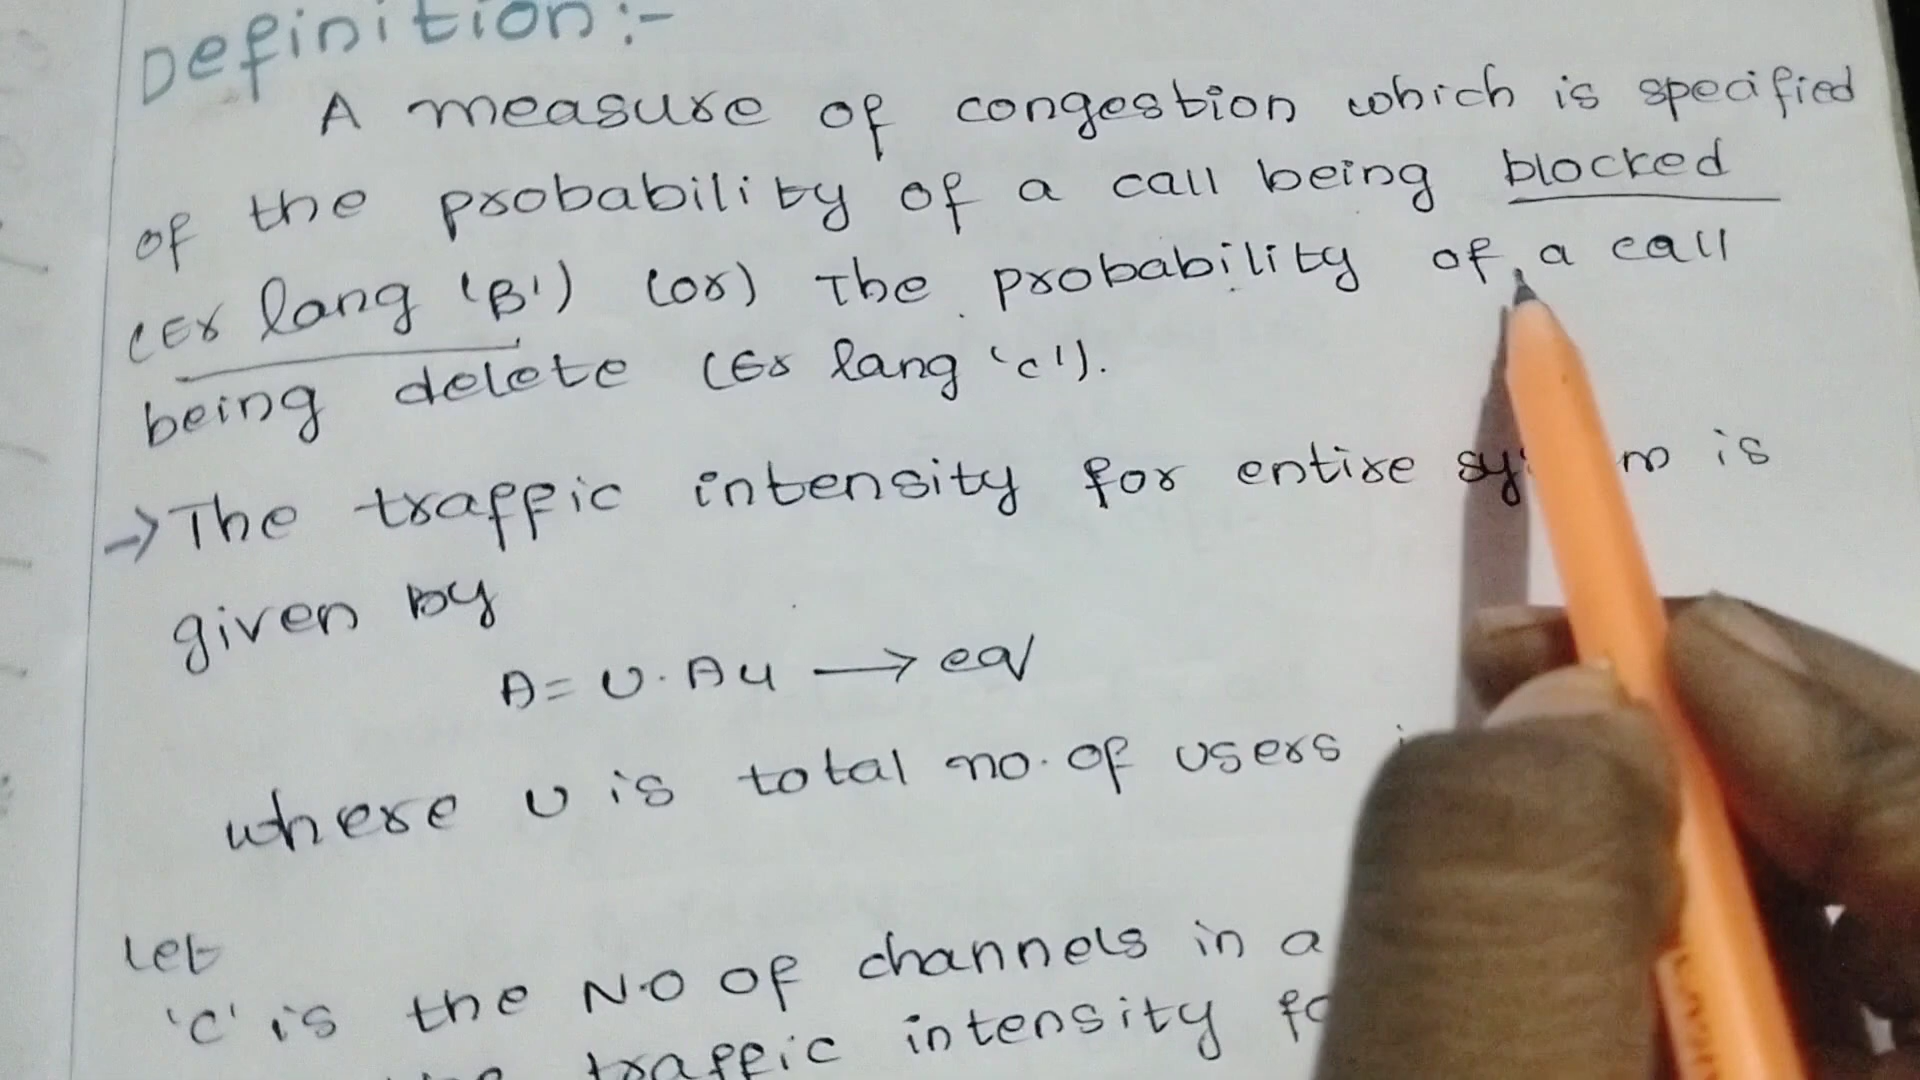 Definition:-
A measure of congestion which is specified
of the probability of a call being blocked
(Er lang 'B') (or) The probability of a call
being delete (Er lang 'c').
→ The traffic intensity for entire is
given by
A = U. Au → eq
where U is total no. of users
Let
'C' is the NO OF channels in a
traffic intensity